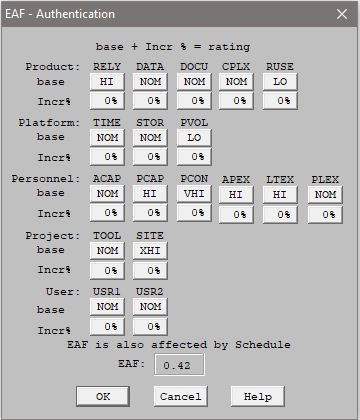 EAF - Authentication
base + Incr % = rating
Product: RELY DATA DOCU CPLX RUSE
base HI NOM NOM NOM LO
Incr% 0% 0% 0% 0% 0%
Platform: TIME STOR PVOL
base NOM NOM LO
Incr% 0% 0% 0%
Personnel: ACAP PCAP PCON APEX LTEX PLEX
base NOM HI VHI HI HI NOM
Incr% 0% 0% 0% 0% 0% 0%
Project: TOOL SITE
base NOM XHI
Incr% 0% 0%
User: USR1 USR2
base NOM NOM
Incr% 0% 0%
EAF is also affected by Schedule
EAF: 0.42
OK Cancel Help